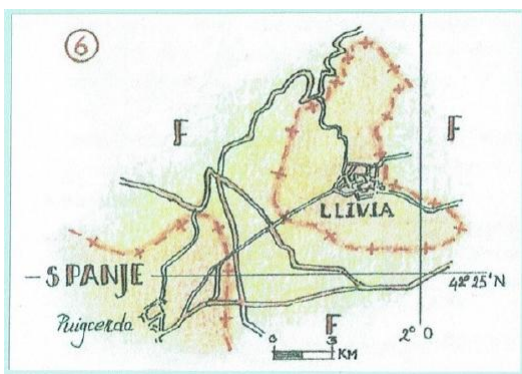 6
F
F
LLIVIA
SPANJE
42°25'N
Puigcerda
F
2° 0
0 3
KM